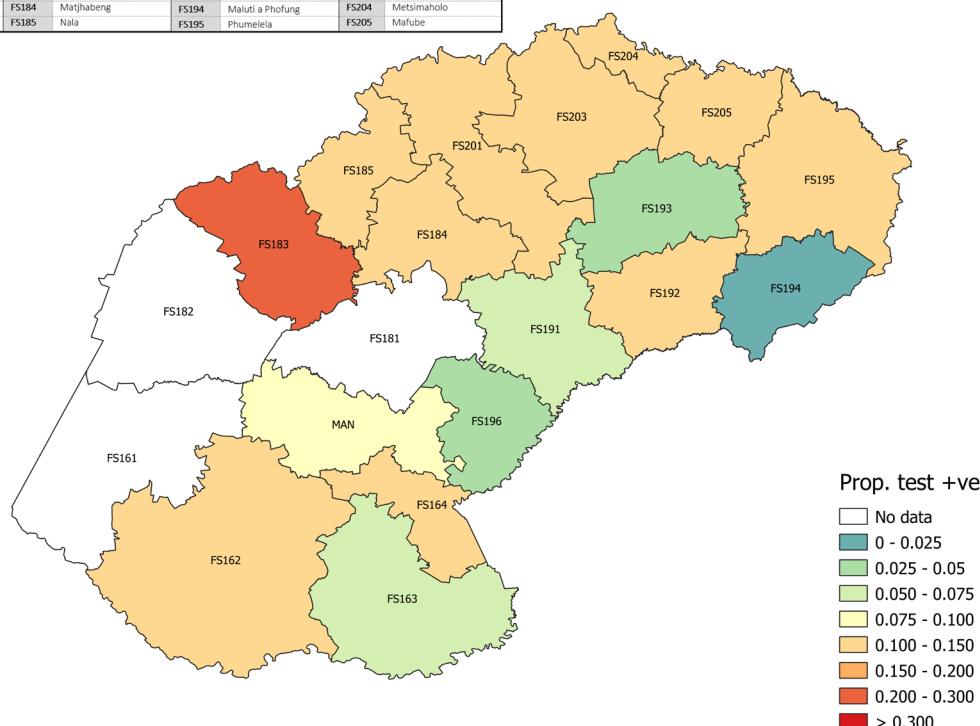 FS184 Matjhabeng FS194 Maluti a Phofung FS204 Metsimaholo
FS185 Nala FS195 Phumelela FS205 Mafube
FS204
FS203
FS205
FS201
FS185
FS195
FS193
FS184
FS183
FS194
FS192
FS182
FS191
FS181
FS196
MAN
FS161
FS164
FS162
FS163
Prop. test +ve
No data
0 - 0.025
0.025 - 0.05
0.050 - 0.075
0.075 - 0.100
0.100 - 0.150
0.150 - 0.200
0.200 - 0.300
> 0.300